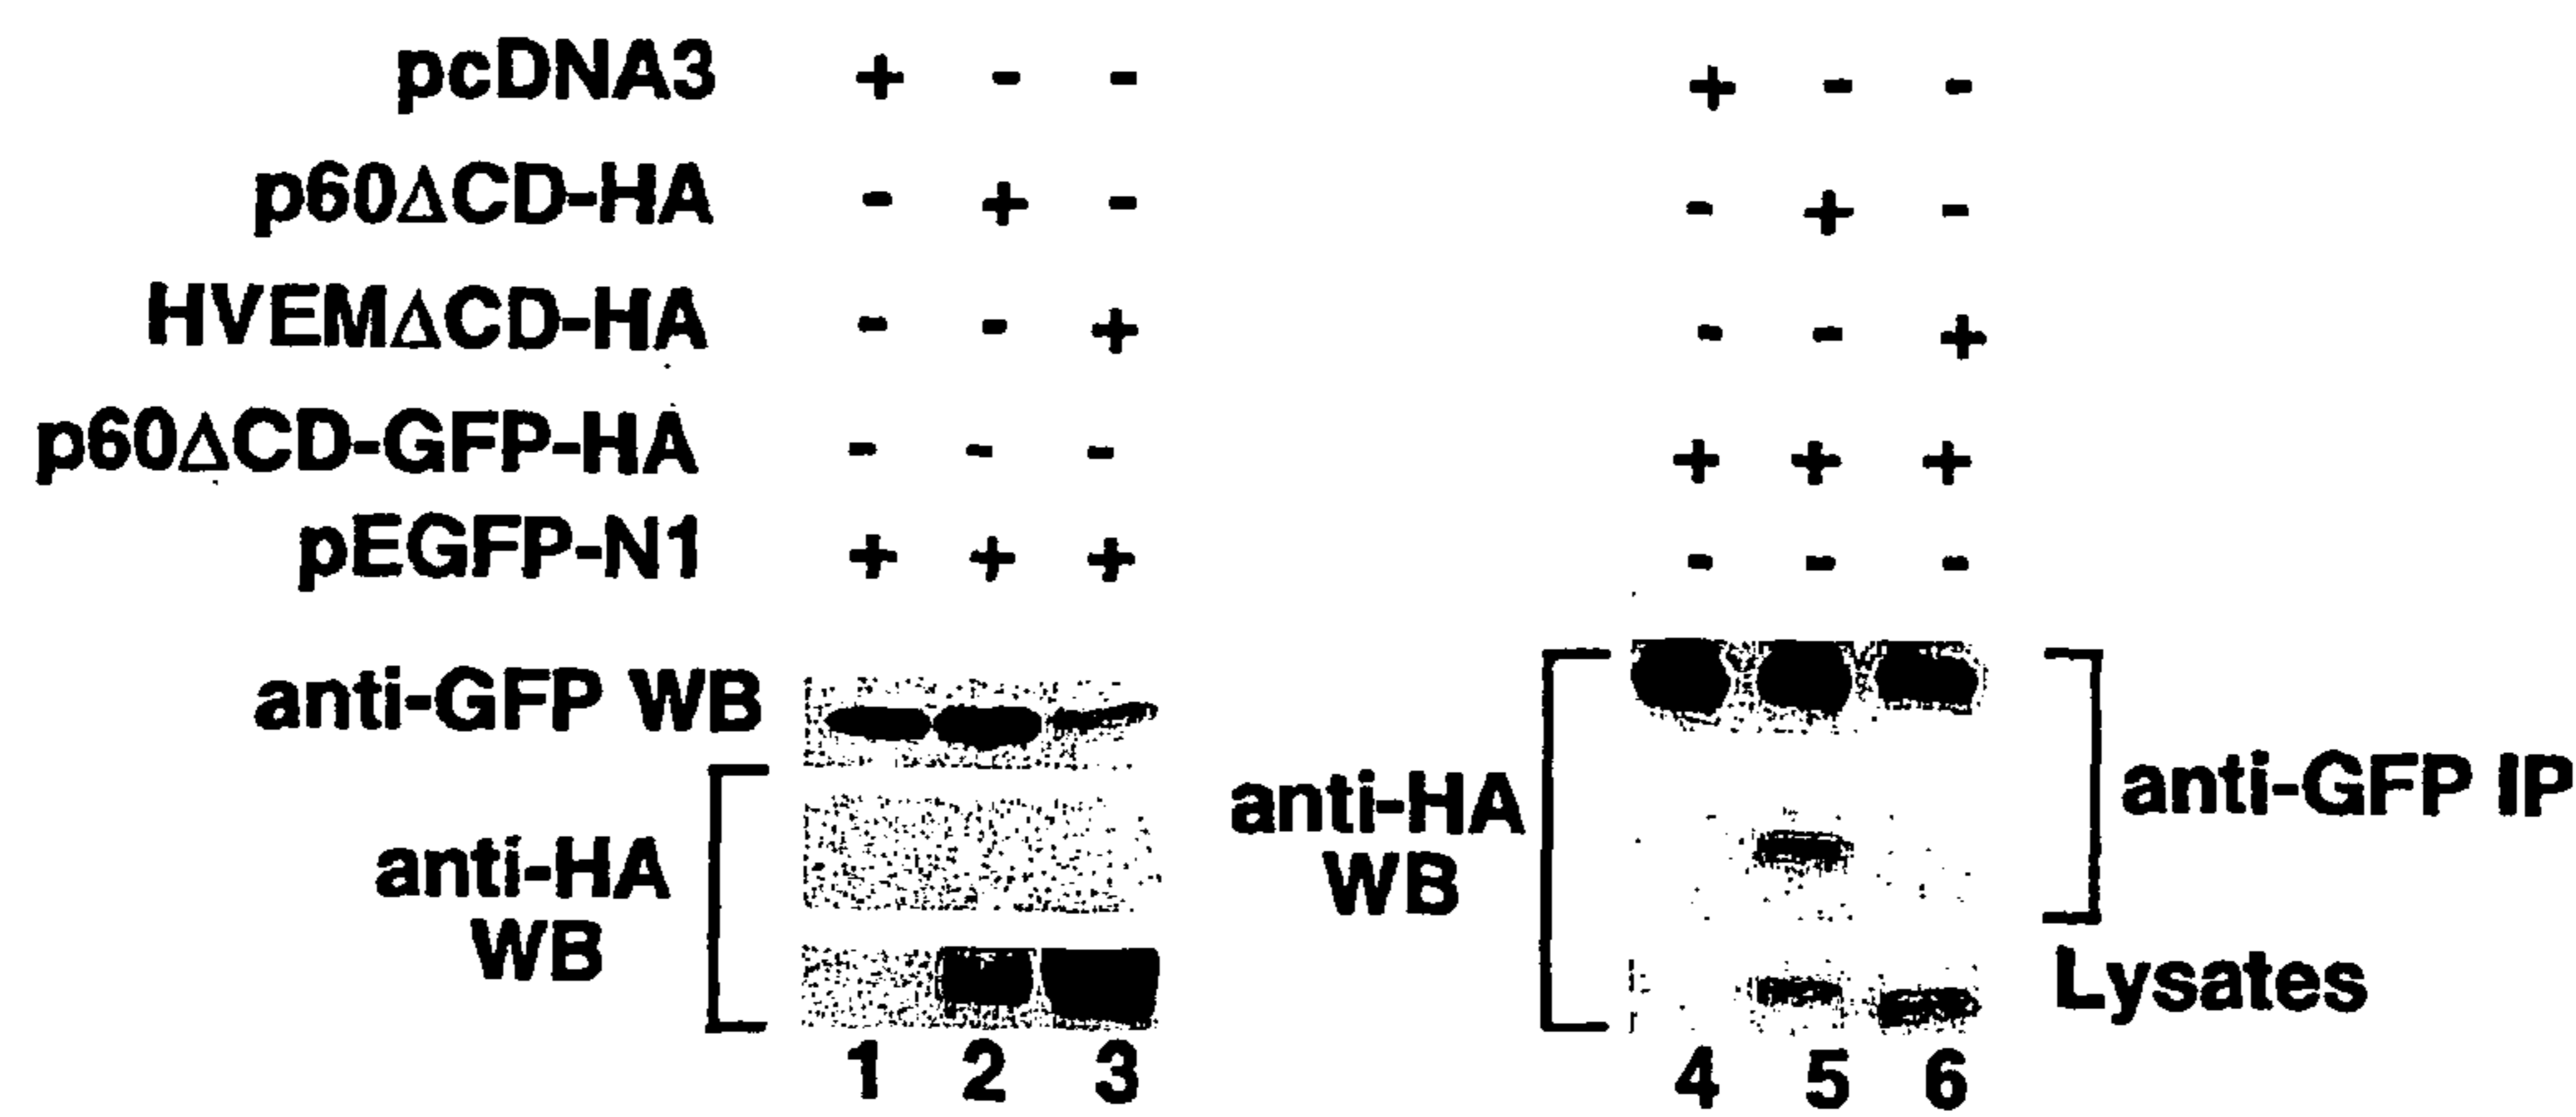 pcDNA3 + - - + - -
p60ΔCD-HA - + - - + -
HVEMΔCD-HA - - + - - +
p60ΔCD-GFP-HA - - - + + +
pEGFP-N1 + + + - - -
anti-GFP WB
anti-HA
WB
anti-HA
WB
anti-GFP IP
Lysates
1 2 3 4 5 6